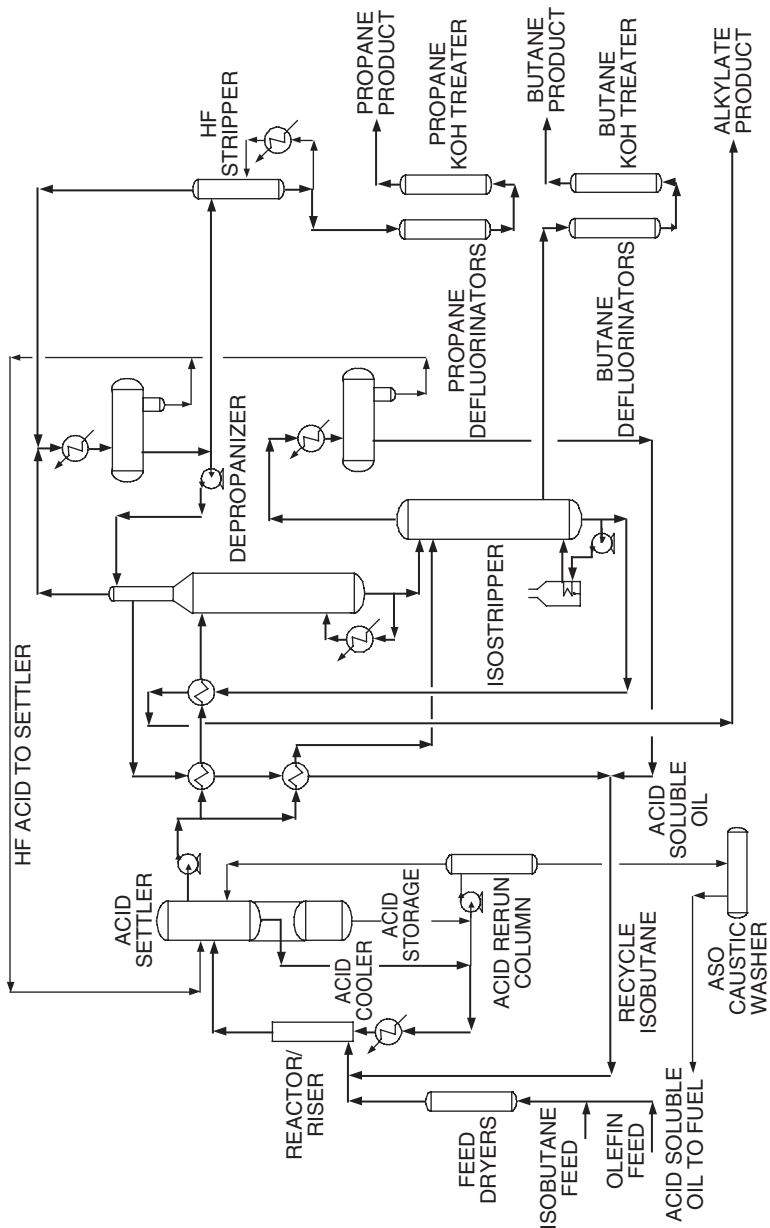 HF ACID TO SETTLER
ACID
SETTLER
REACTOR/
RISER
ACID
COOLER
ACID
STORAGE
FEED
DRYERS
ACID RERUN
COLUMN
ISOBUTANE
FEED
OLEFIN
FEED
RECYCLE
ISOBUTANE
ACID
SOLUBLE
OIL
ACID SOLUBLE
OIL TO FUEL
ASO
CAUSTIC
WASHER
DEPROPANIZER
ISOSTRIPPER
HF
STRIPPER
PROPANE
PRODUCT
PROPANE
KOH TREATER
PROPANE
DEFLUORINATORS
BUTANE
PRODUCT
BUTANE
KOH TREATER
BUTANE
DEFLUORINATORS
ALKYLATE
PRODUCT